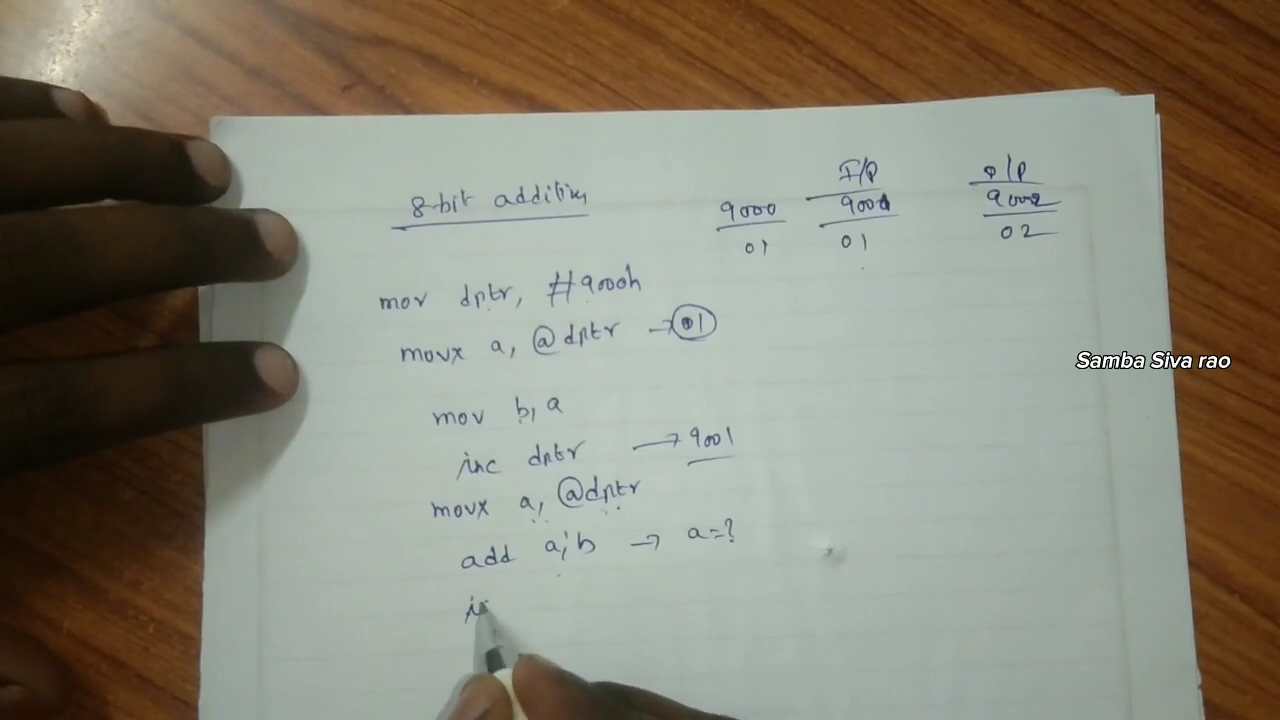 8-bit addition
I/P O/P
9000 9001 9002
01 01 02
mov dptr, #9000h
movx a, @dptr → 01
mov b, a
inc dptr → 9001
movx a, @dptr
add a, b → a=?
in
Samba Siva rao